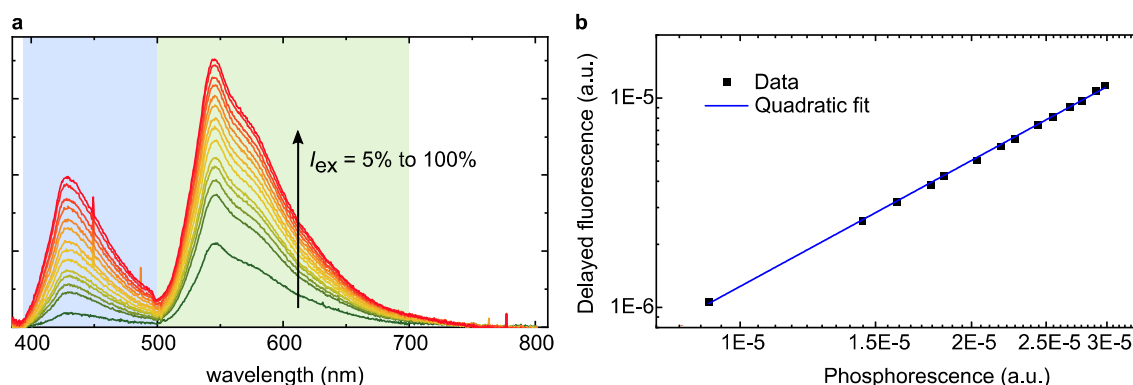 a
I_ex = 5% to 100%
400
500
600
700
800
wavelength (nm)
b
Delayed fluorescence (a.u.)
1E-5
1E-6
Data
Quadratic fit
1E-5
1.5E-5
2E-5
2.5E-5
3E-5
Phosphorescence (a.u.)